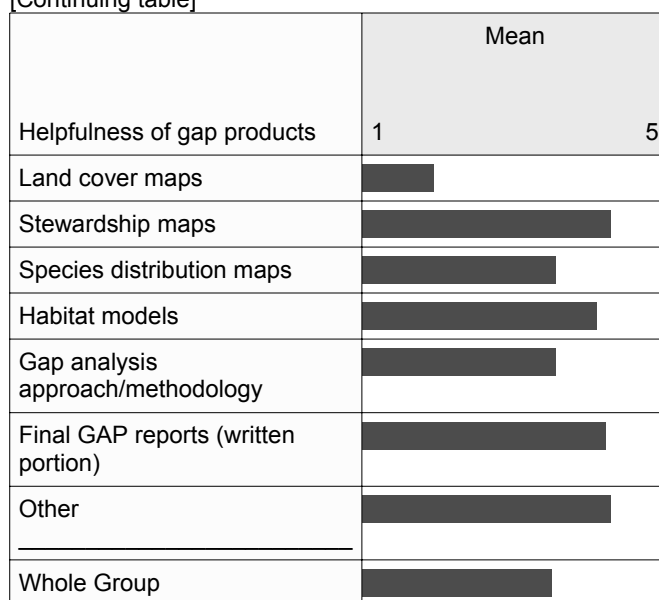 [Continuing table]
Mean
Helpfulness of gap products 1 5
Land cover maps
Stewardship maps
Species distribution maps
Habitat models
Gap analysis
approach/methodology
Final GAP reports (written
portion)
Other
Whole Group